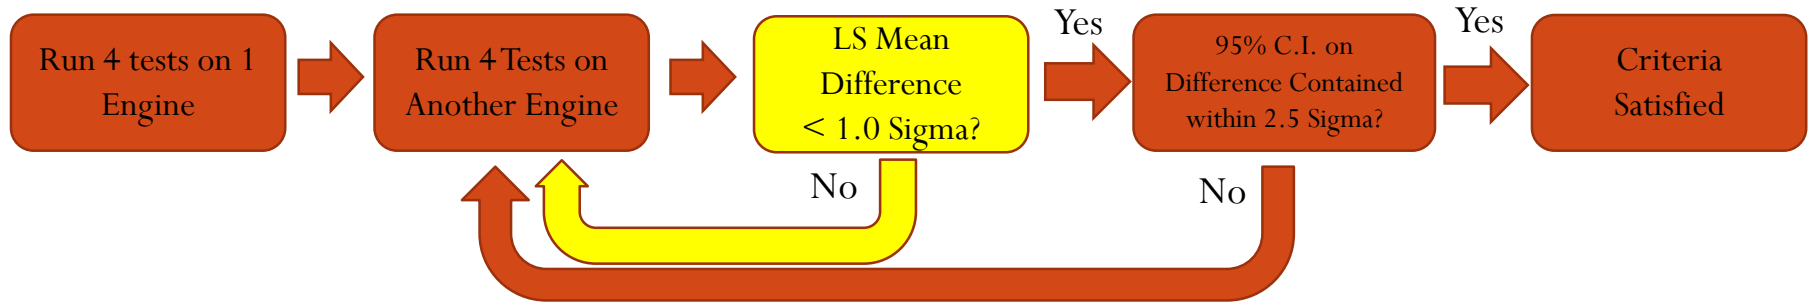 Run 4 tests on 1
Engine
Run 4 Tests on
Another Engine
LS Mean
Difference
< 1.0 Sigma?
Yes
No
95% C.I. on
Difference Contained
within 2.5 Sigma?
Yes
No
Criteria
Satisfied